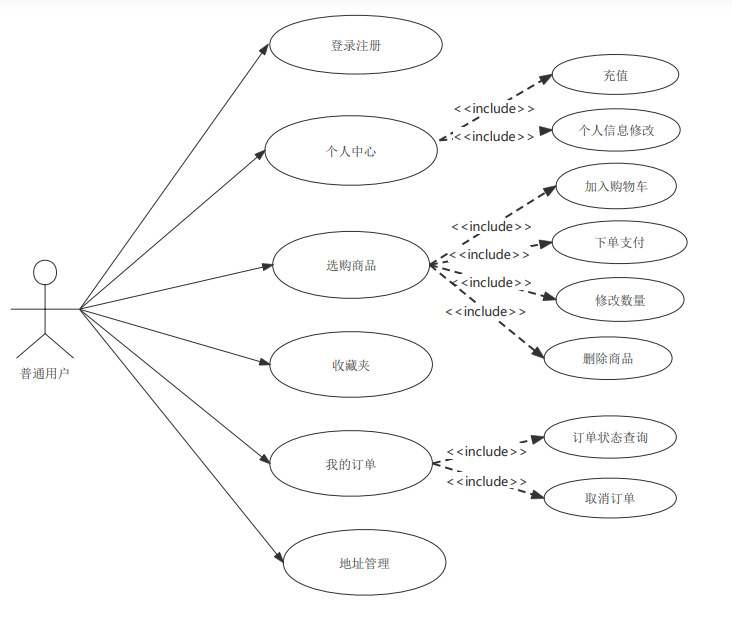 登录注册
充值
<<include>>
<<include>>
个人信息修改
个人中心
加入购物车
<<include>>
下单支付
<<include>>
选购商品
<<include>>
修改数量
<<include>>
删除商品
普通用户
收藏夹
订单状态查询
<<include>>
我的订单
<<include>>
取消订单
地址管理